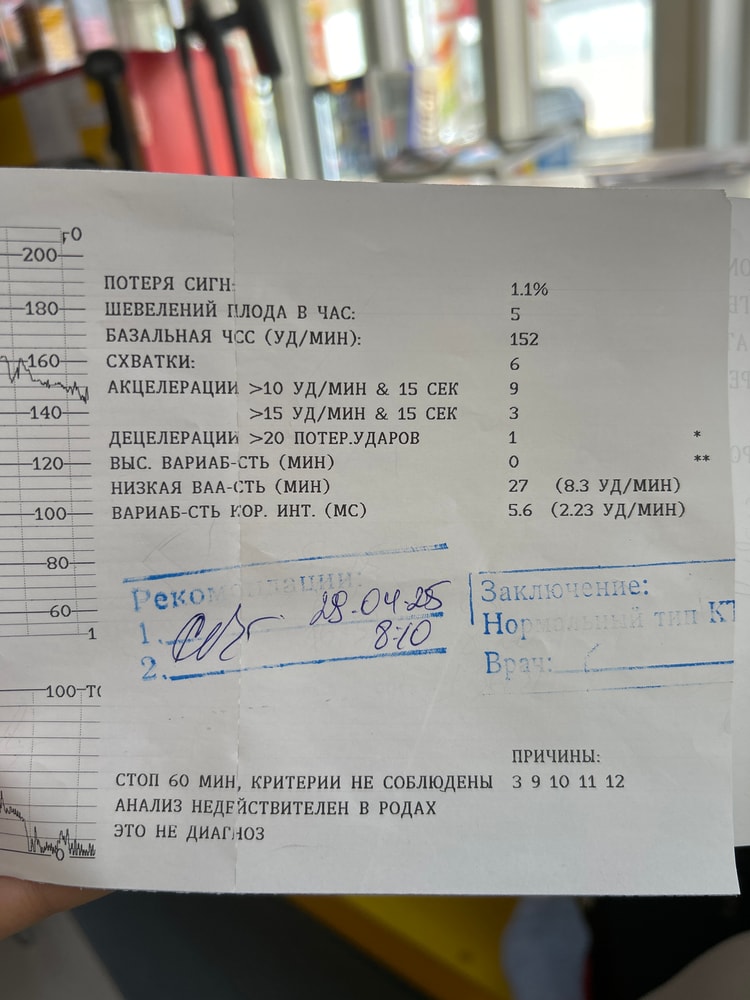 200
180
160
140
120
100
80
60
1
100
0
ПОТЕРЯ СИГН: 1.1%
ШЕВЕЛЕНИЙ ПЛОДА В ЧАС: 5
БАЗАЛЬНАЯ ЧСС (УД/МИН): 152
СХВАТКИ: 6
АКЦЕЛЕРАЦИИ >10 УД/МИН & 15 СЕК 9
>15 УД/МИН & 15 СЕК 3
ДЕЦЕЛЕРАЦИИ >20 ПОТЕР.УДАРОВ 1 *
ВЫС. ВАРИАБ-СТЬ (МИН) 0 **
НИЗКАЯ ВАА-СТЬ (МИН) 27 (8.3 УД/МИН)
ВАРИАБ-СТЬ КОР. ИНТ. (МС) 5.6 (2.23 УД/МИН)
Рекомендации:
1. 29.04.25
2. 8-10
Заключение:
Нормальный тип КТ
Врач:
ПРИЧИНЫ:
СТОП 60 МИН, КРИТЕРИИ НЕ СОБЛЮДЕНЫ 3 9 10 11 12
АНАЛИЗ НЕДЕЙСТВИТЕЛЕН В РОДАХ
ЭТО НЕ ДИАГНОЗ